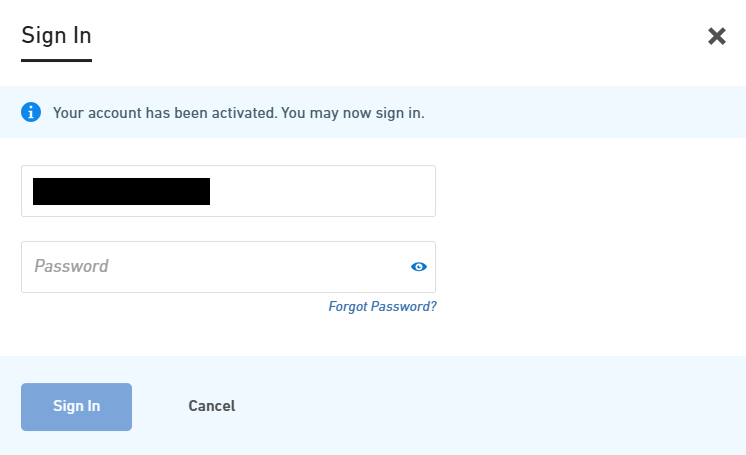 Sign In
Your account has been activated. You may now sign in.
Password
Forgot Password?
Sign In
Cancel